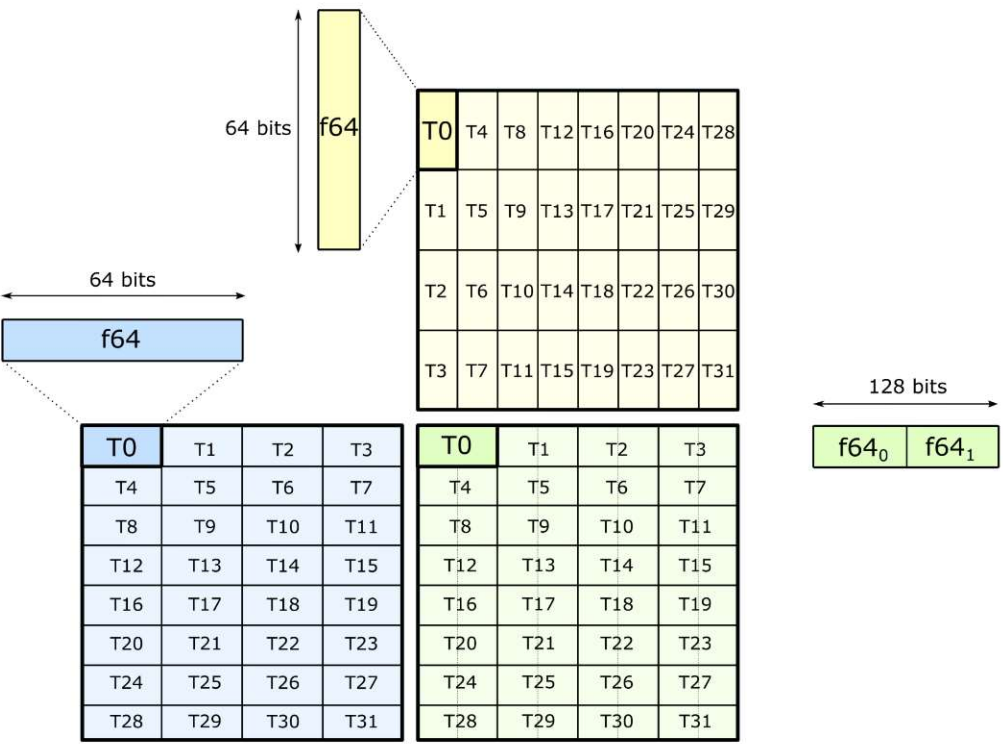 64 bits
f64
T0 T4 T8 T12 T16 T20 T24 T28
T1 T5 T9 T13 T17 T21 T25 T29
T2 T6 T10 T14 T18 T22 T26 T30
T3 T7 T11 T15 T19 T23 T27 T31
64 bits
f64
T0 T1 T2 T3
T4 T5 T6 T7
T8 T9 T10 T11
T12 T13 T14 T15
T16 T17 T18 T19
T20 T21 T22 T23
T24 T25 T26 T27
T28 T29 T30 T31
T0 T1 T2 T3
T4 T5 T6 T7
T8 T9 T10 T11
T12 T13 T14 T15
T16 T17 T18 T19
T20 T21 T22 T23
T24 T25 T26 T27
T28 T29 T30 T31
128 bits
f64₀ f64₁